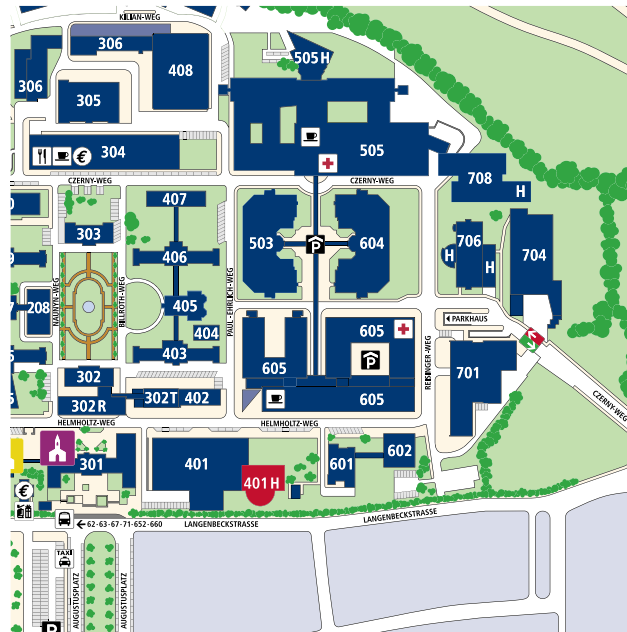 KILIAN-WEG
306
306
408
505 H
305
304
€
505
CZERNY-WEG
CZERNY-WEG
708
H
407
303
503
604
706
H
H
704
406
P
NAUNYN-WEG
BILLROTH-WEG
PAUL-EHRLICH-WEG
208
405
404
403
PARKHAUS
605
605
P
605
REISINGER-WEG
701
302
302 R
302T
402
CZERNY-WEG
HELMHOLTZ-WEG
HELMHOLTZ-WEG
301
401
401 H
601
602
€
62-63-67-71-652-660
LANGENBECKSTRASSE
LANGENBECKSTRASSE
TAXI
AUGUSTUSPLATZ
AUGUSTUSPLATZ
P